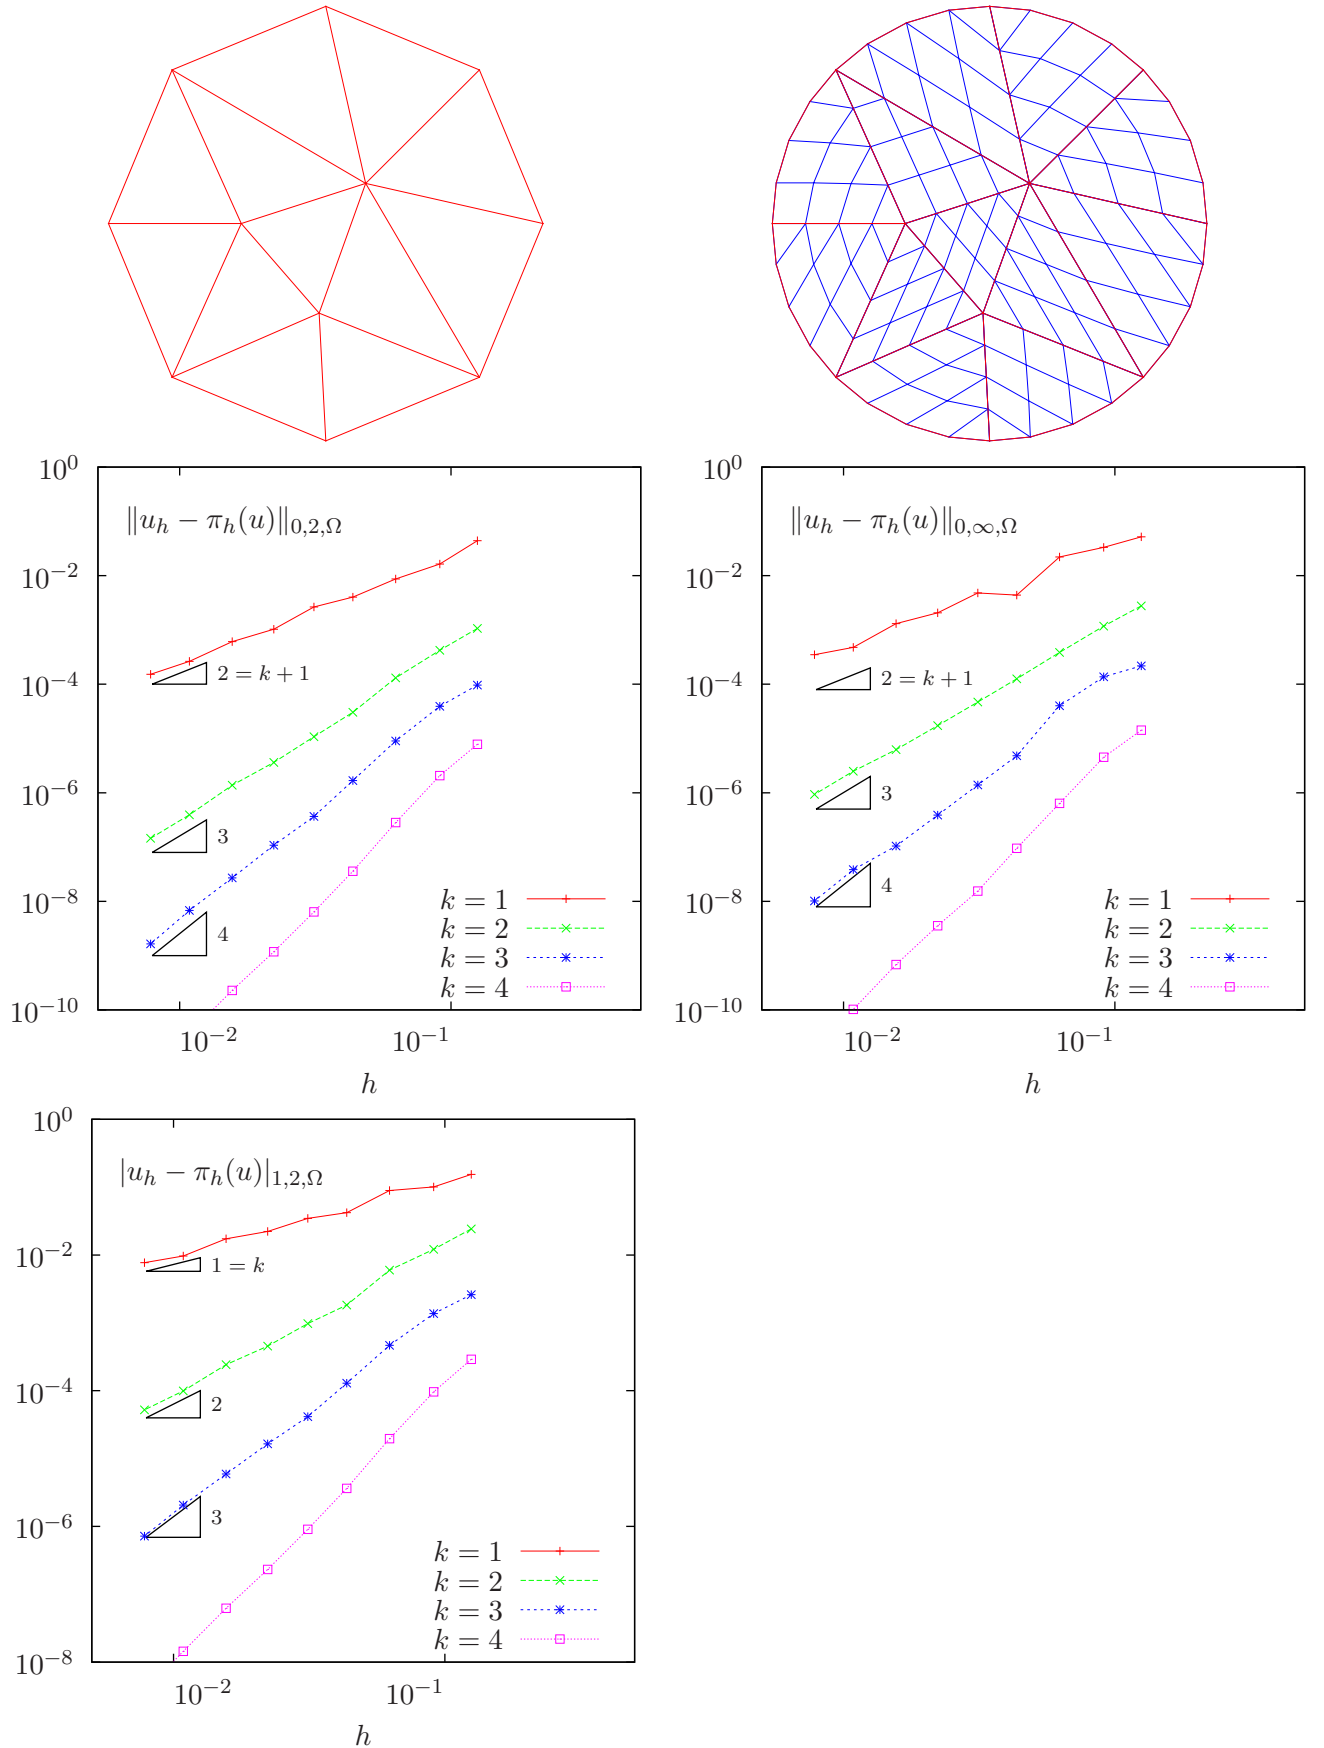 ‖u_h − π_h(u)‖_{0,2,Ω}
10^0
10^{-2}
10^{-4}
10^{-6}
10^{-8}
10^{-10}
2 = k + 1
3
4
k = 1
k = 2
k = 3
k = 4
10^{-2}
10^{-1}
h
‖u_h − π_h(u)‖_{0,∞,Ω}
10^0
10^{-2}
10^{-4}
10^{-6}
10^{-8}
10^{-10}
2 = k + 1
3
4
k = 1
k = 2
k = 3
k = 4
10^{-2}
10^{-1}
h
|u_h − π_h(u)|_{1,2,Ω}
10^0
10^{-2}
10^{-4}
10^{-6}
10^{-8}
1 = k
2
3
k = 1
k = 2
k = 3
k = 4
10^{-2}
10^{-1}
h